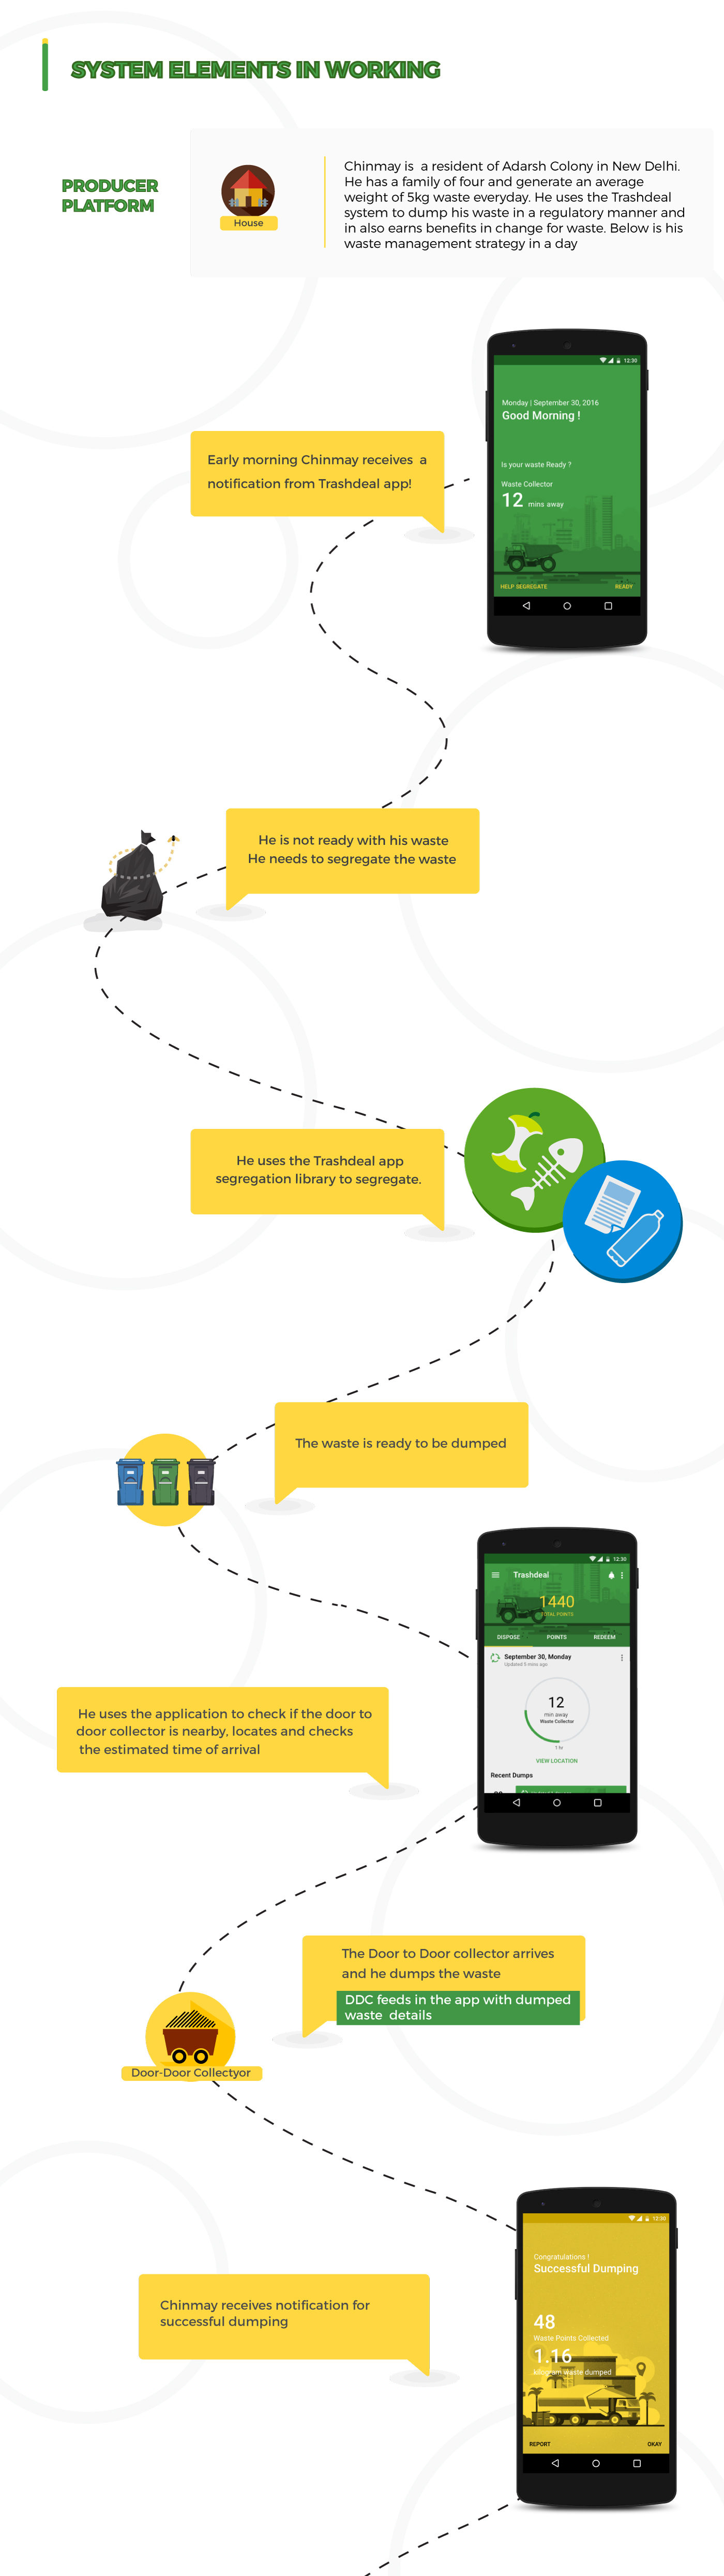 SYSTEM ELEMENTS IN WORKING
PRODUCER
PLATFORM
House
Chinmay is a resident of Adarsh Colony in New Delhi.
He has a family of four and generate an average
weight of 5kg waste everyday. He uses the Trashdeal
system to dump his waste in a regulatory manner and
in also earns benefits in change for waste. Below is his
waste management strategy in a day
12:30
Monday | September 30, 2016
Good Morning !
Is your waste Ready ?
Waste Collector
12 mins away
HELP SEGREGATE
READY
Early morning Chinmay receives a
notification from Trashdeal app!
He is not ready with his waste
He needs to segregate the waste
He uses the Trashdeal app
segregation library to segregate.
The waste is ready to be dumped
12:30
Trashdeal
1440
TOTAL POINTS
DISPOSE
POINTS
REDEEM
September 30, Monday
Updated 5 mins ago
12
min away
Waste Collector
1 hr
VIEW LOCATION
Recent Dumps
He uses the application to check if the door to
door collector is nearby, locates and checks
the estimated time of arrival
The Door to Door collector arrives
and he dumps the waste
DDC feeds in the app with dumped
waste details
Door-Door Collectyor
12:30
Congratulations !
Successful Dumping
48
Waste Points Collected
1.16
kilogram waste dumped
REPORT
OKAY
Chinmay receives notification for
successful dumping